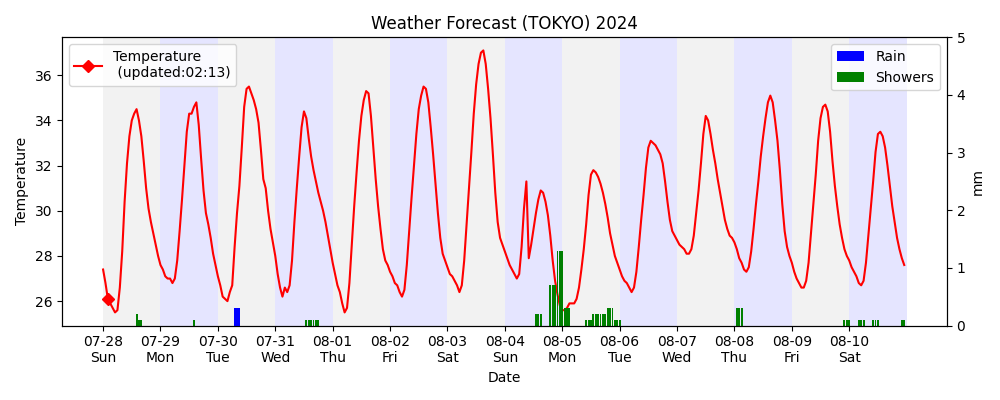 Weather Forecast (TOKYO) 2024
Temperature
(updated:02:13)
Rain
Showers
Temperature
36
34
32
30
28
26
5
4
3
2
1
0
mm
07-28 07-29 07-30 07-31 08-01 08-02 08-03 08-04 08-05 08-06 08-07 08-08 08-09 08-10
Sun Mon Tue Wed Thu Fri Sat Sun Mon Tue Wed Thu Fri Sat
Date